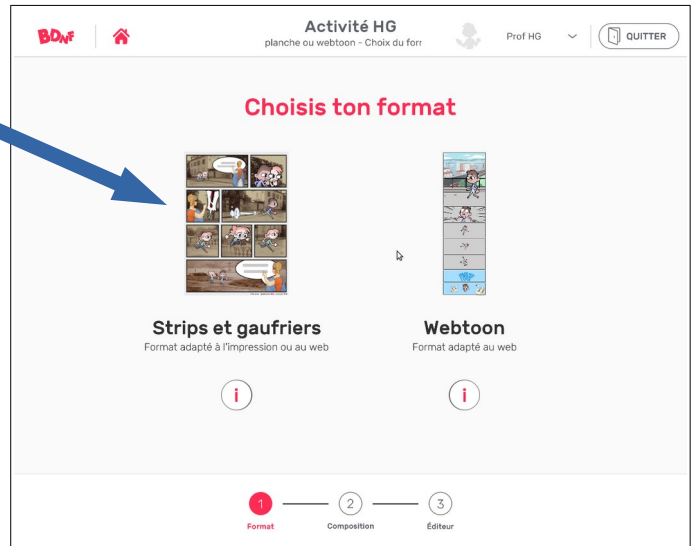 BDnF
Activité HG
planche ou webtoon - Choix du forr
Prof HG
QUITTER
Choisis ton format
Strips et gaufriers
Format adapté à l'impression ou au web
i
Webtoon
Format adapté au web
i
1
2
3
Format
Composition
Éditeur